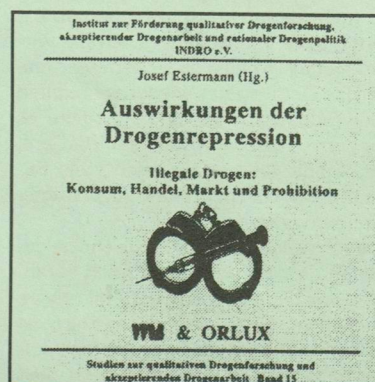 Institut zur Förderung qualitativer Drogenforschung,
akzeptierender Drogenarbeit und rationaler Drogenpolitik
INDRO e.V.
Josef Estermann (Hg.)
Auswirkungen der
Drogenrepression
Illegale Drogen:
Konsum, Handel, Markt und Prohibition
VWB & ORLUX
Studien zur qualitativen Drogenforschung und
akzeptierenden Drogenarbeit Band 15